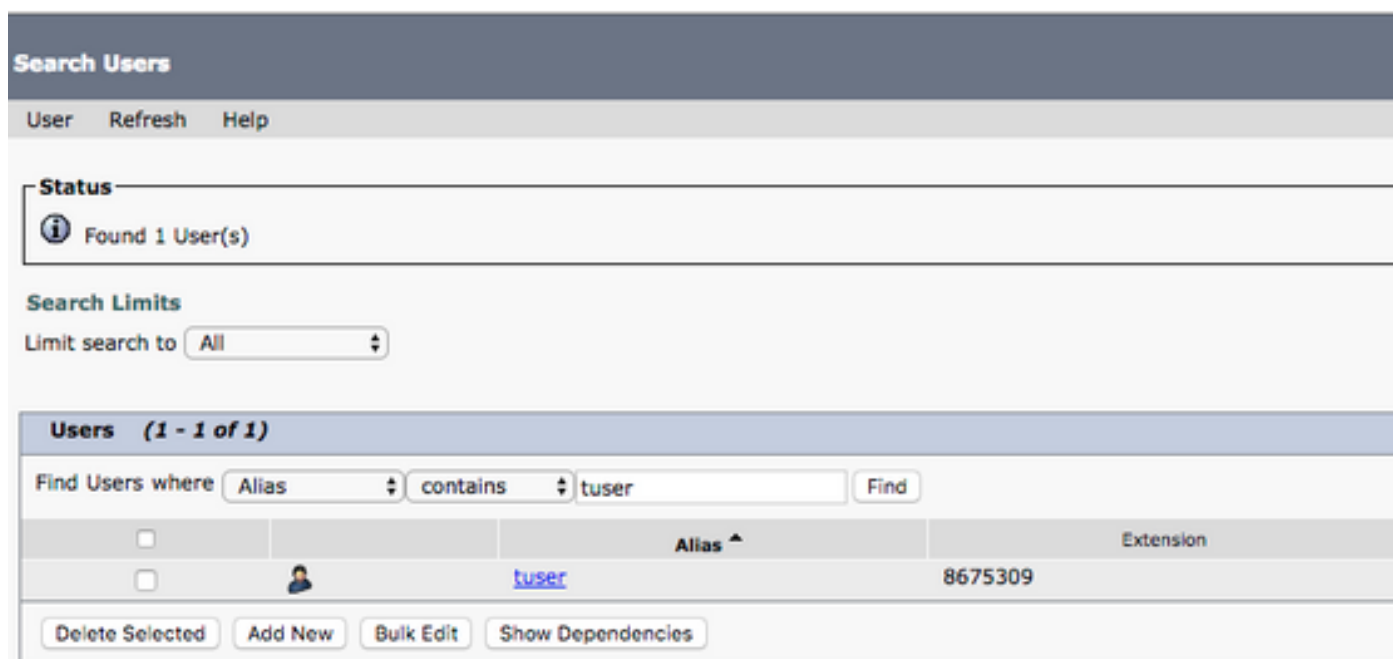 Search Users
User Refresh Help
Status
Found 1 User(s)
Search Limits
Limit search to All
Users (1 - 1 of 1)
Find Users where Alias contains tuser Find
Alias Extension
tuser 8675309
Delete Selected Add New Bulk Edit Show Dependencies